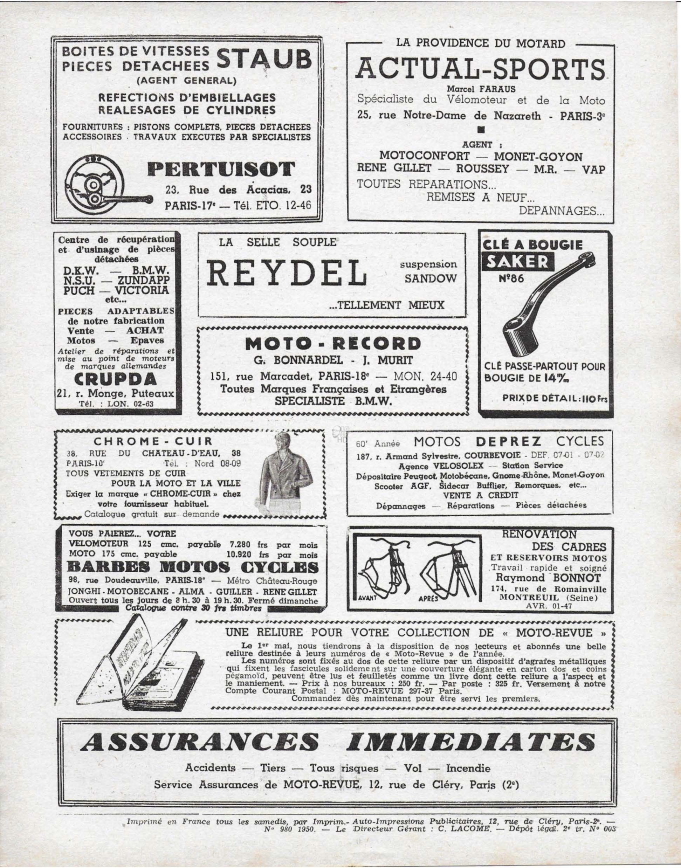 BOITES DE VITESSES
PIECES DETACHEES STAUB
(AGENT GENERAL)
REFECTIONS D'EMBIELLAGES
REALESAGES DE CYLINDRES
FOURNITURES : PISTONS COMPLETS, PIECES DETACHEES
ACCESSOIRES . TRAVAUX EXECUTES PAR SPECIALISTES
PERTUISOT
23, Rue des Acacias, 23
PARIS-17e — Tél. ETO. 12-46
LA PROVIDENCE DU MOTARD
ACTUAL-SPORTS
Marcel FARAUS
Spécialiste du Vélomoteur et de la Moto
25, rue Notre-Dame de Nazareth - PARIS-3e
AGENT :
MOTOCONFORT — MONET-GOYON
RENE GILLET — ROUSSEY — M.R. — VAP
TOUTES REPARATIONS...
REMISES A NEUF...
DEPANNAGES...
Centre de récupération
et d'usinage de pièces
détachées
D.K.W. — B.M.W.
N.S.U. — ZUNDAPP
PUCH — VICTORIA
etc...
PIECES ADAPTABLES
de notre fabrication
Vente — ACHAT
Motos — Epaves
Atelier de réparations et
mise au point de moteurs
de marques allemandes
CRUPDA
21, r. Monge, Puteaux
Tél. : LON. 02-63
LA SELLE SOUPLE
REYDEL
suspension
SANDOW
...TELLEMENT MIEUX
MOTO - RECORD
G. BONNARDEL - J. MURIT
151, rue Marcadet, PARIS-18e — MON. 24-40
Toutes Marques Françaises et Etrangères
SPECIALISTE B.M.W.
CLÉ A BOUGIE
SAKER
N°86
CLÉ PASSE-PARTOUT POUR
BOUGIE DE 14%
PRIX DE DÉTAIL : 110 Frs
CHROME - CUIR
38, RUE DU CHATEAU-D'EAU, 38
PARIS-10e Tél. : Nord 08-09
TOUS VETEMENTS DE CUIR
POUR LA MOTO ET LA VILLE
Exiger la marque « CHROME-CUIR » chez
votre fournisseur habituel.
Catalogue gratuit sur demande
60e Année MOTOS DEPREZ CYCLES
187, r. Armand Sylvestre, COURBEVOIE - DEF. 07-01 - 07-02
Agence VELOSOLEX — Station Service
Dépositaire Peugeot, Motobécane, Gnome-Rhône, Monet-Goyon
Scooter AGF, Sidecar Bufflier, Remorques, etc...
VENTE A CREDIT
Dépannages — Réparations — Pièces détachées
VOUS PAIEREZ... VOTRE
VELOMOTEUR 125 cmc. payable 7.280 frs par mois
MOTO 175 cmc. payable 10.920 frs par mois
BARBES MOTOS CYCLES
98, rue Doudeauville, PARIS-18e — Métro Château-Rouge
JONGHI - MOTOBECANE - ALMA - GUILLER - RENE GILLET
Ouvert tous les jours de 8 h. 30 à 19 h. 30. Fermé dimanche
Catalogue contre 30 frs timbres
AVANT
APRÈS
RENOVATION
DES CADRES
ET RESERVOIRS MOTOS
Travail rapide et soigné
Raymond BONNOT
174, rue de Romainville
MONTREUIL (Seine)
AVR. 01-47
UNE RELIURE POUR VOTRE COLLECTION DE « MOTO-REVUE »
Le 1er mai, nous tiendrons à la disposition de nos lecteurs et abonnés une belle
reliure destinée à leurs numéros de « Moto-Revue » de l'année.
Les numéros sont fixés au dos de cette reliure par un dispositif d'agrafes métalliques
qui fixent les fascicules solidement sur une couverture élégante en carton dos et coins
pégamoïd, peuvent être lus et feuilletés comme un livre dont cette reliure a l'aspect et
le maniement. — Prix à nos bureaux : 250 fr. — Par poste : 325 fr. Versement à notre
Compte Courant Postal : MOTO-REVUE 297-37 Paris.
Commandez dès maintenant pour être servi les premiers.
ASSURANCES IMMEDIATES
Accidents — Tiers — Tous risques — Vol — Incendie
Service Assurances de MOTO-REVUE, 12, rue de Cléry, Paris (2e)
Imprimé en France tous les samedis, par Imprim.- Auto-Impressions Publicitaires, 12, rue de Cléry, Paris-2e. —
N° 980 1950. — Le Directeur Gérant : C. LACOME. — Dépôt légal. 2e tr. N° 003